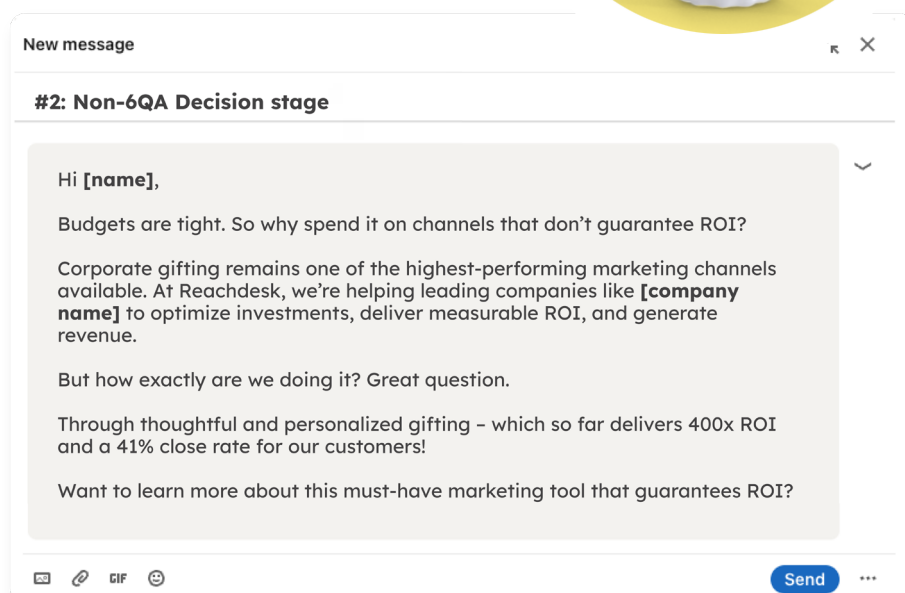 New message
#2: Non-6QA Decision stage
Hi [name],
Budgets are tight. So why spend it on channels that don’t guarantee ROI?
Corporate gifting remains one of the highest-performing marketing channels
available. At Reachdesk, we’re helping leading companies like [company
name] to optimize investments, deliver measurable ROI, and generate
revenue.
But how exactly are we doing it? Great question.
Through thoughtful and personalized gifting – which so far delivers 400x ROI
and a 41% close rate for our customers!
Want to learn more about this must-have marketing tool that guarantees ROI?
GIF
Send